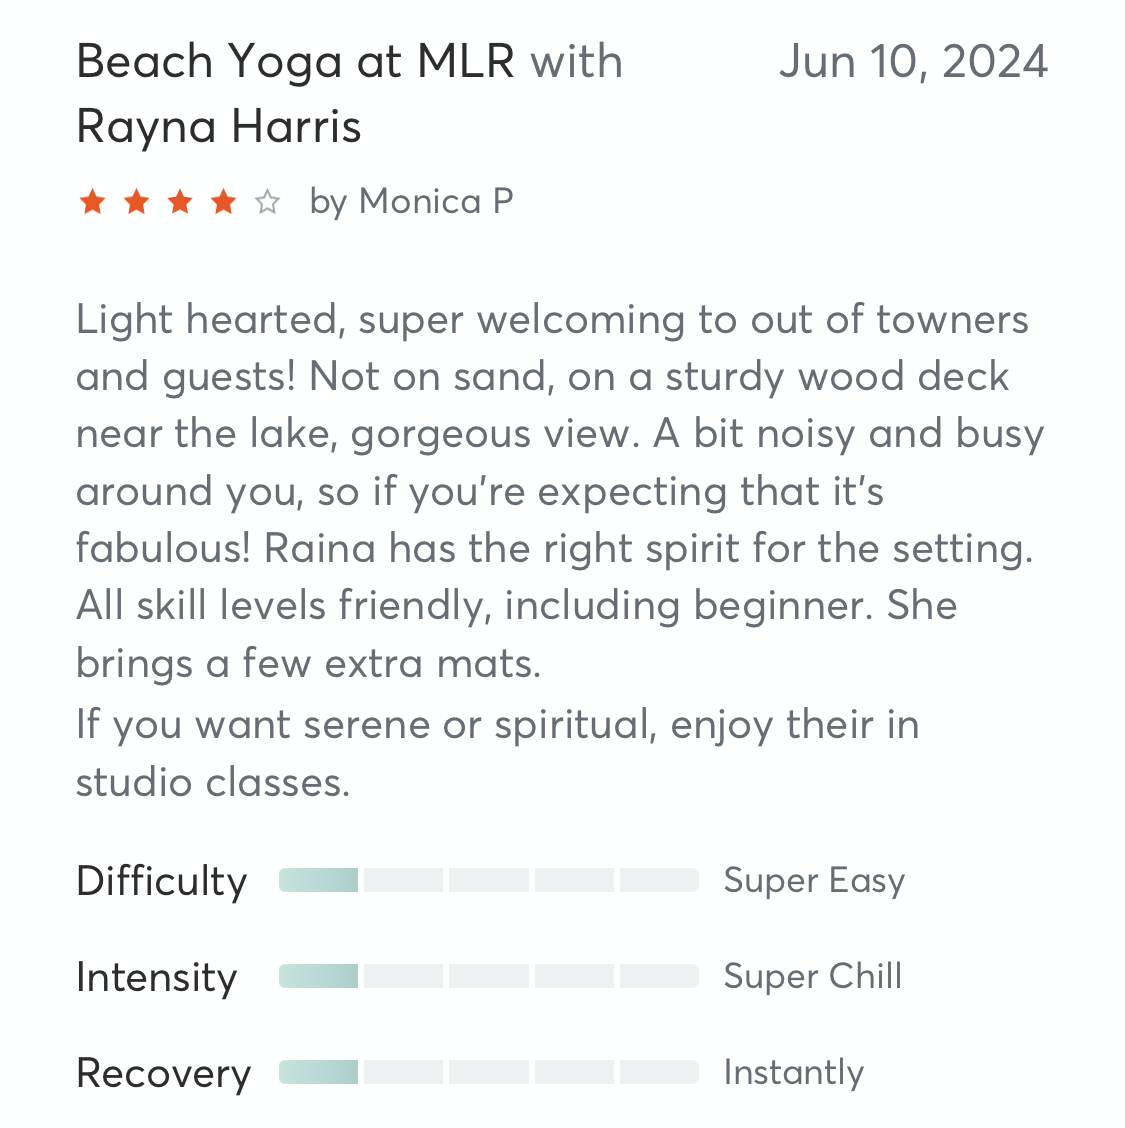 Beach Yoga at MLR with
Rayna Harris
Jun 10, 2024
by Monica P
Light hearted, super welcoming to out of towners
and guests! Not on sand, on a sturdy wood deck
near the lake, gorgeous view. A bit noisy and busy
around you, so if you're expecting that it's
fabulous! Raina has the right spirit for the setting.
All skill levels friendly, including beginner. She
brings a few extra mats.
If you want serene or spiritual, enjoy their in
studio classes.
Difficulty Super Easy
Intensity Super Chill
Recovery Instantly